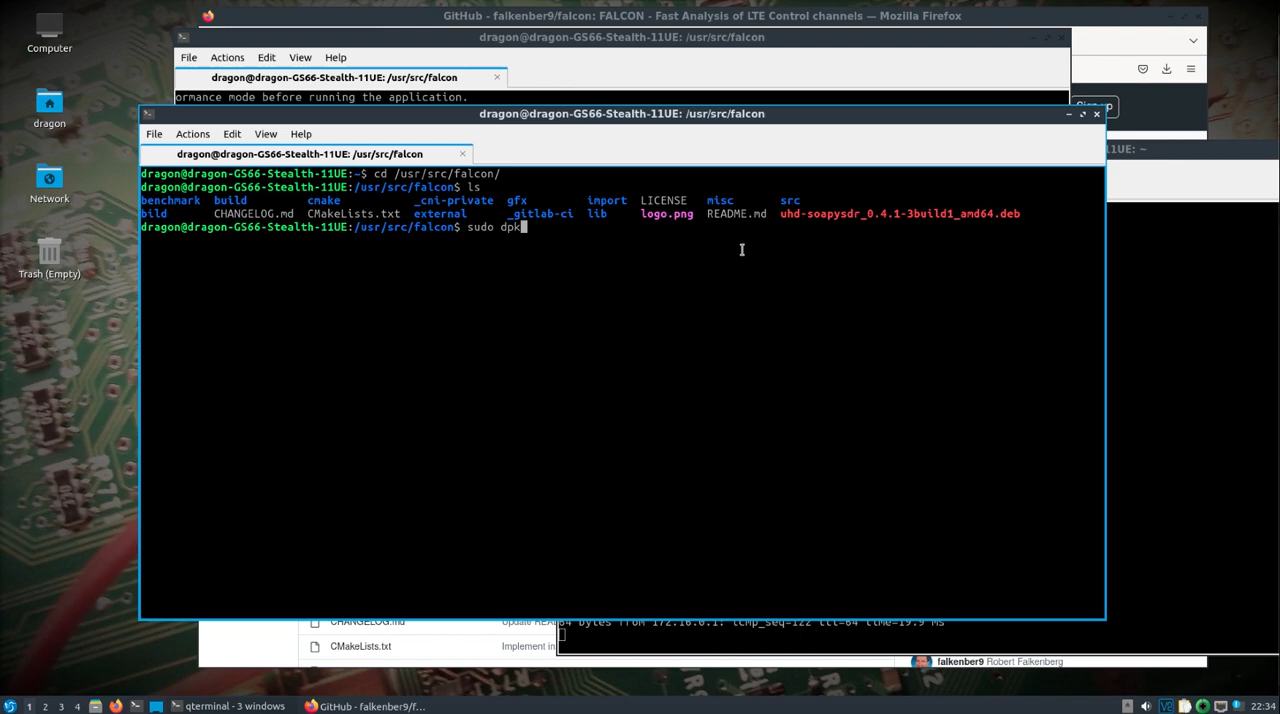 GitHub - falkenber9/falcon: FALCON - Fast Analysis of LTE Control channels — Mozilla Firefox
dragon@dragon-GS66-Stealth-11UE: /usr/src/falcon
Computer
File Actions Edit View Help
dragon@dragon-GS66-Stealth-11UE: /usr/src/falcon
ormance mode before running the application.
Sign up
dragon@dragon-GS66-Stealth-11UE: /usr/src/falcon
dragon
File Actions Edit View Help
11UE: ~
dragon@dragon-GS66-Stealth-11UE: /usr/src/falcon
dragon@dragon-GS66-Stealth-11UE:~$ cd /usr/src/falcon/
dragon@dragon-GS66-Stealth-11UE:/usr/src/falcon$ ls
Network
benchmark build cmake _cni-private gfx import LICENSE misc src
bild CHANGELOG.md CMakeLists.txt external _gitlab-ci lib logo.png README.md uhd-soapysdr_0.4.1-3build1_amd64.deb
dragon@dragon-GS66-Stealth-11UE:/usr/src/falcon$ sudo dpk
Trash (Empty)
CHANGELOG.md Update REA
64 bytes from 172.16.0.1: icmp_seq=122 ttl=64 time=19.9 ms
CMakeLists.txt Implement in
falkenber9 Robert Falkenberg
1 2 3 4 qterminal - 3 windows GitHub - falkenber9/f... 22:34